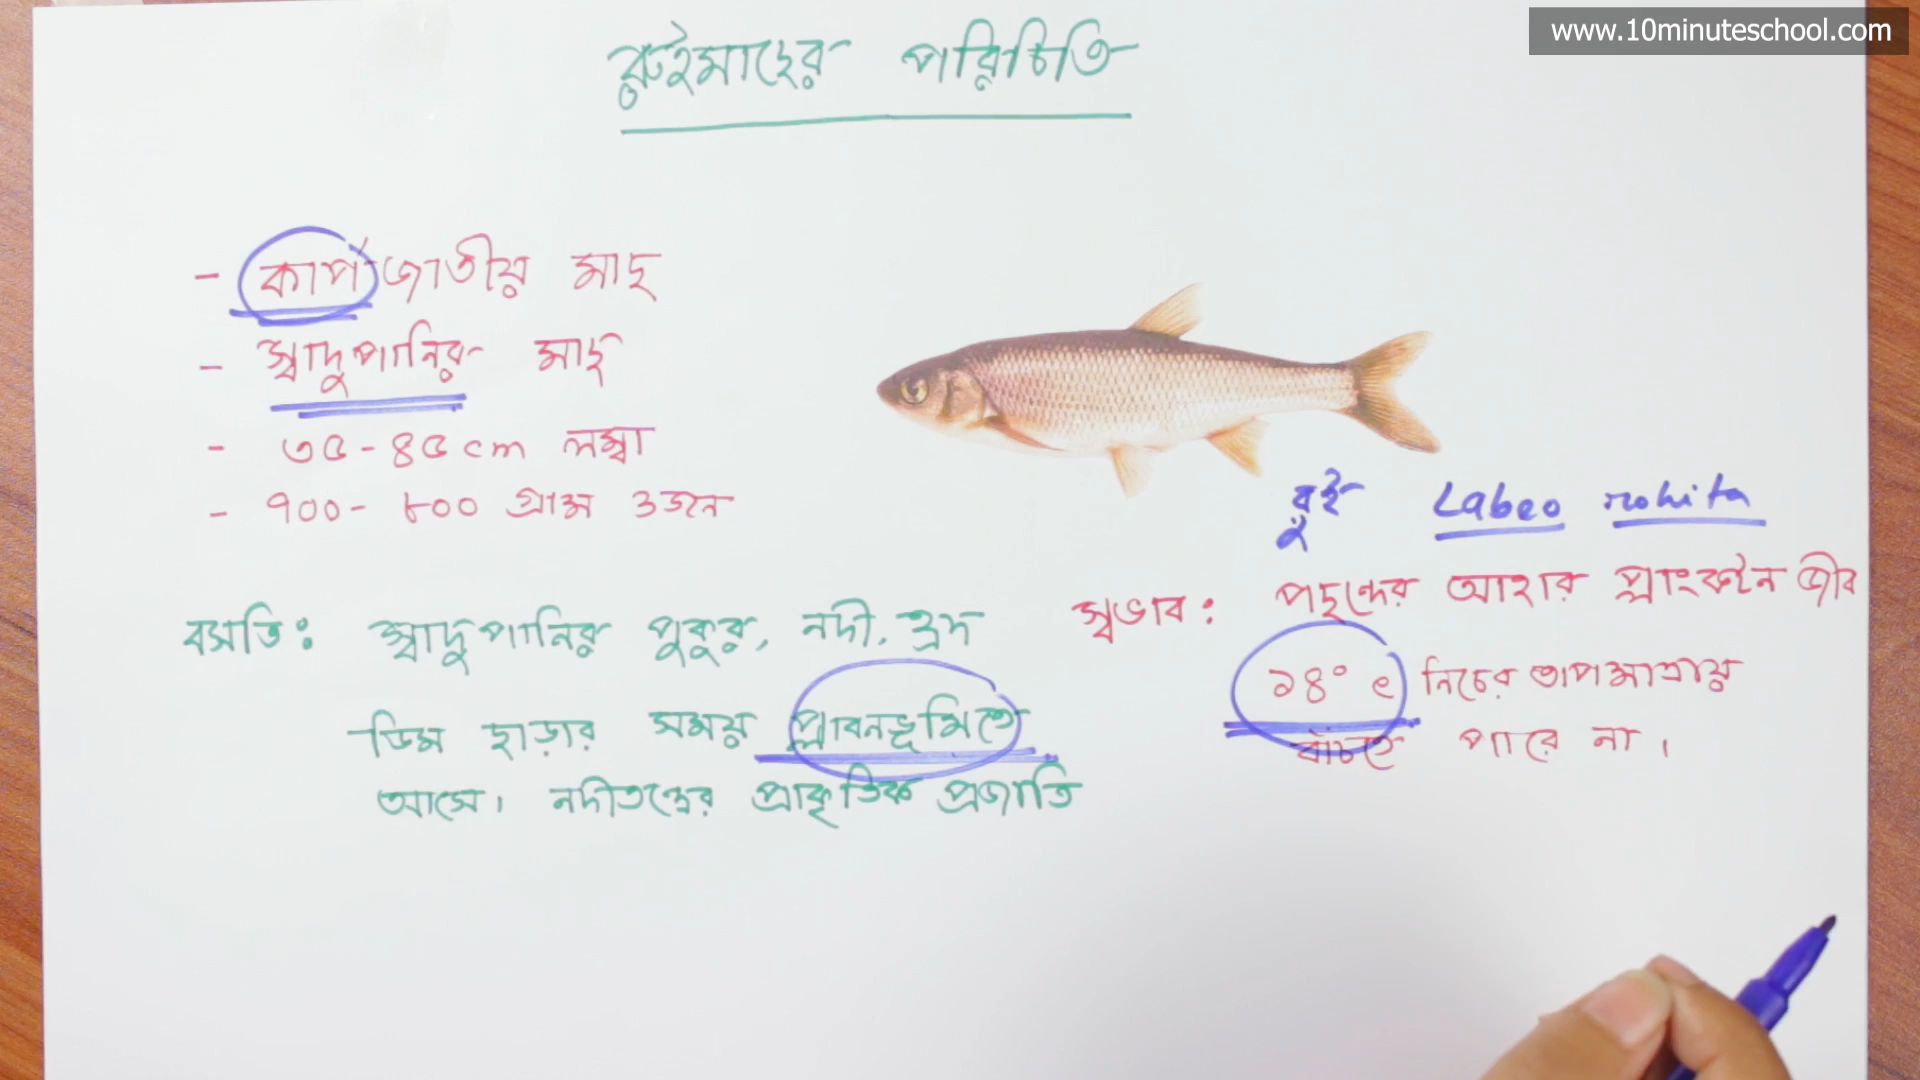 www.10minuteschool.com
রুইমাছের পরিচিতি
- কার্পজাতীয় মাছ
- স্বাদুপানির মাছ
- ৩৫-৪৫ cm লম্বা
- ৭০০-৮০০ গ্রাম ওজন
রুই Labeo rohita
বসতি: স্বাদুপানির পুকুর, নদী, হ্রদ
ডিম ছাড়ার সময় প্লাবনভূমিতে
আসে। নদীতন্ত্রের প্রাকৃতিক প্রজাতি
স্বভাব: পছন্দের আহার প্লাংকটন জীব
১৪° c নিচের তাপমাত্রায়
বাঁচতে পারে না।